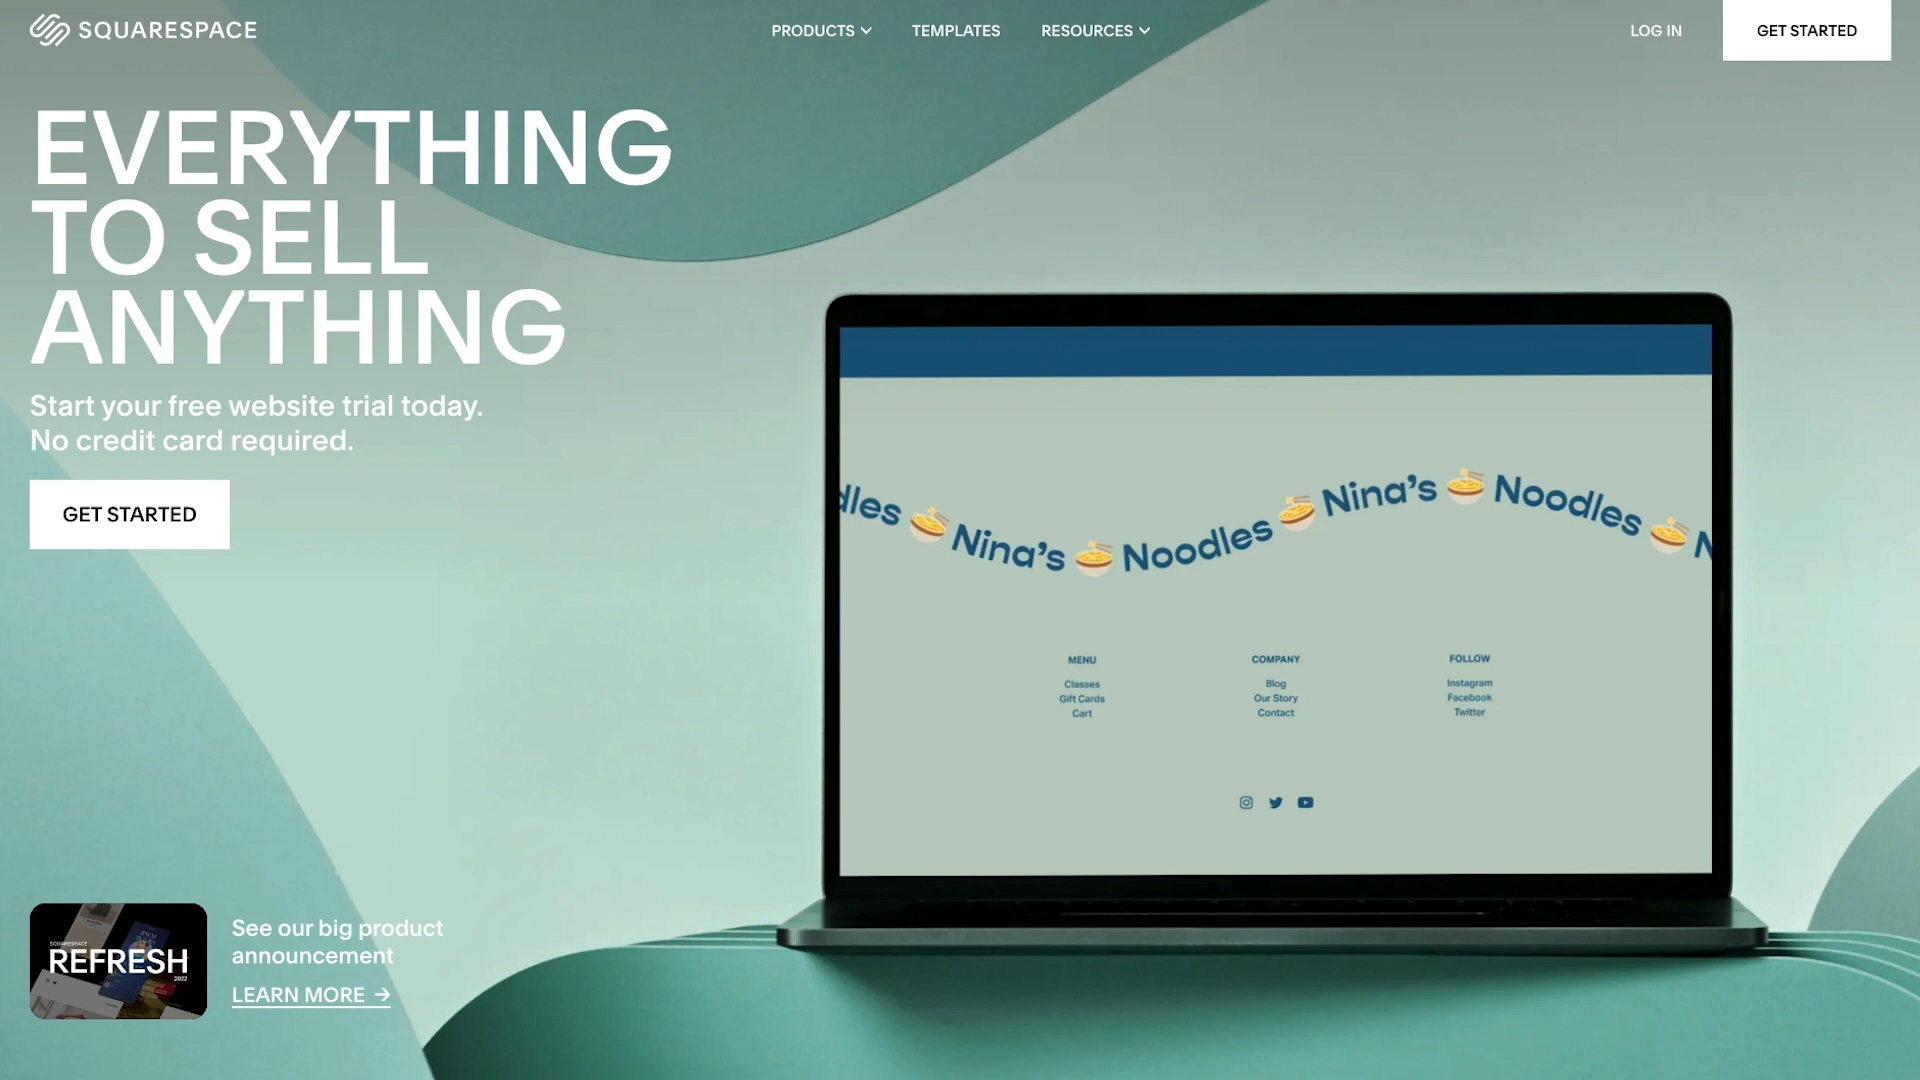 SQUARESPACE
PRODUCTS
TEMPLATES
RESOURCES
LOG IN
GET STARTED
EVERYTHING
TO SELL
ANYTHING
Start your free website trial today.
No credit card required.
GET STARTED
dles Nina’s Noodles Nina’s Noodles N
MENU
Classes
Gift Cards
Cart
COMPANY
Blog
Our Story
Contact
FOLLOW
Instagram
Facebook
Twitter
SQUARESPACE
REFRESH
2022
See our big product
announcement
LEARN MORE →